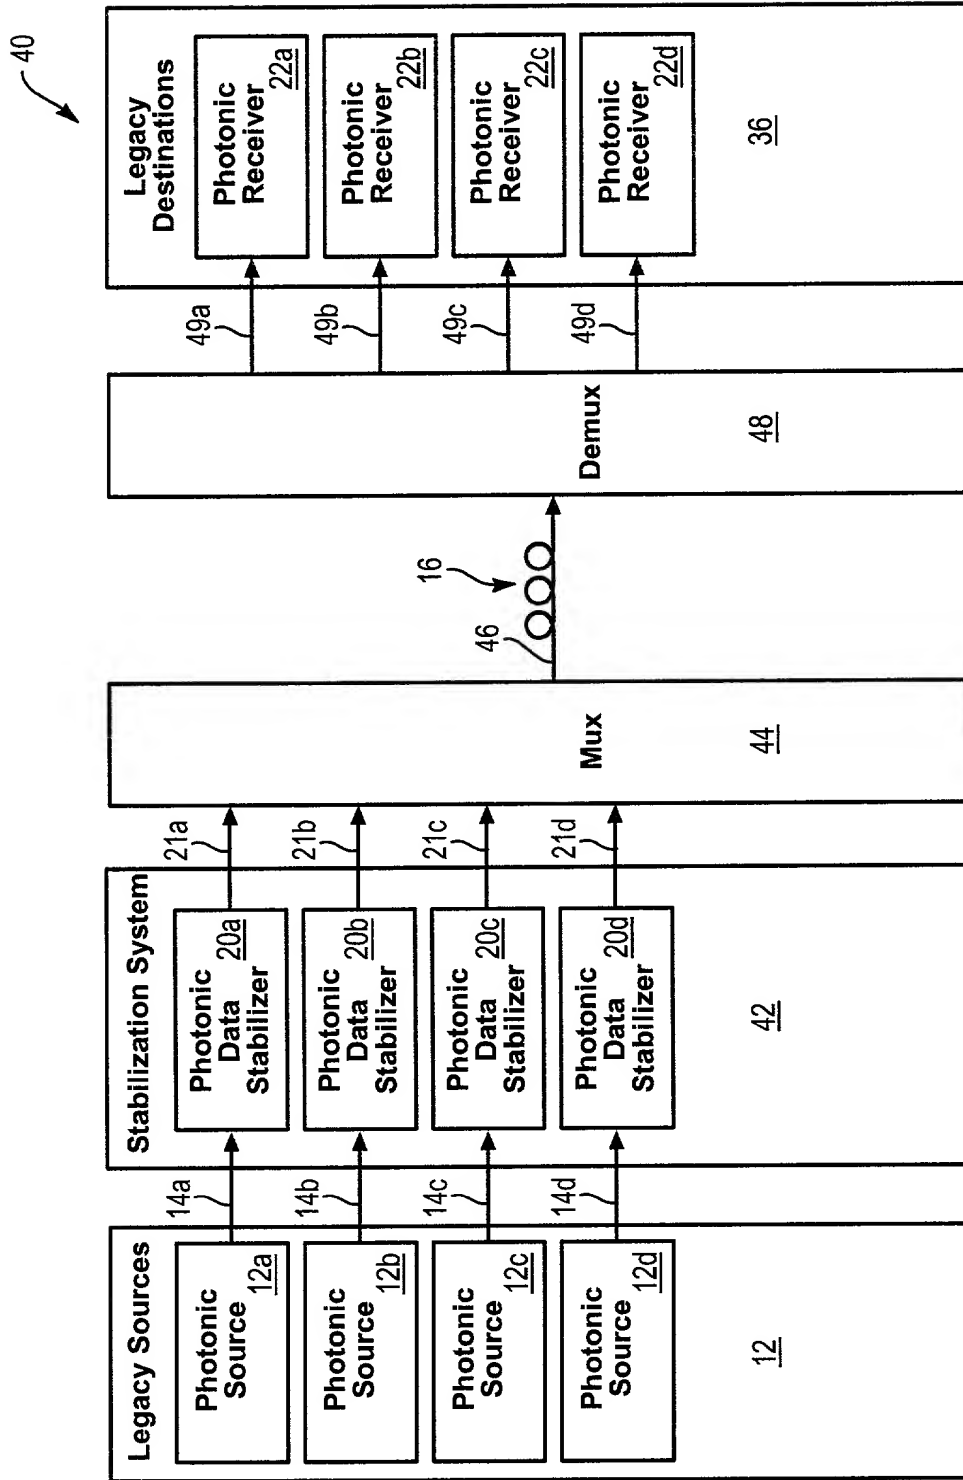 40
Legacy Sources
Photonic
Source
12a
Photonic
Source
12b
Photonic
Source
12c
Photonic
Source
12d
12
14a
14b
14c
14d
Stabilization System
Photonic
Data
Stabilizer
20a
Photonic
Data
Stabilizer
20b
Photonic
Data
Stabilizer
20c
Photonic
Data
Stabilizer
20d
42
21a
21b
21c
21d
Mux
44
46
16
Demux
48
49a
49b
49c
49d
Legacy
Destinations
Photonic
Receiver
22a
Photonic
Receiver
22b
Photonic
Receiver
22c
Photonic
Receiver
22d
36